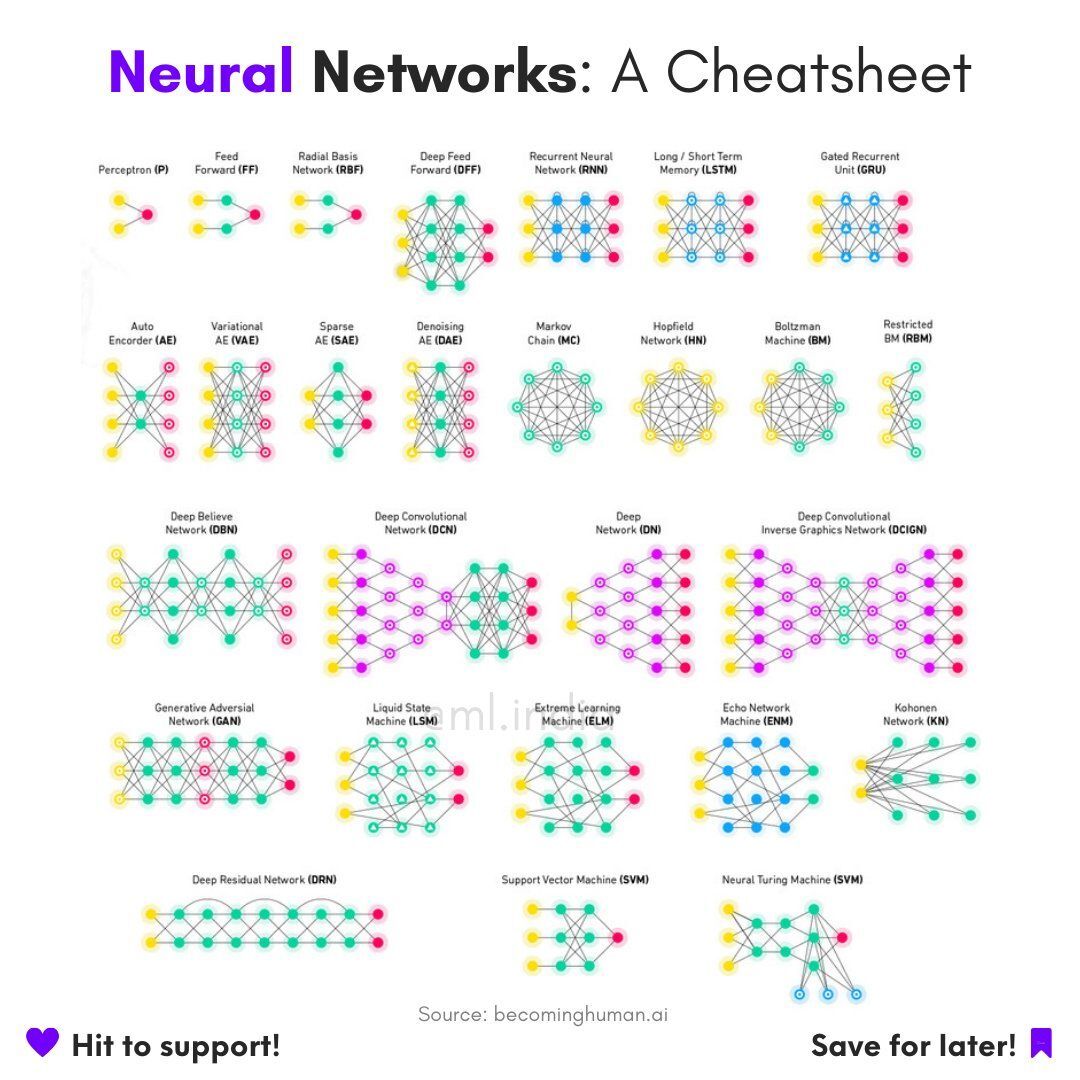 Neural Networks: A Cheatsheet
Perceptron (P)
Feed
Forward (FF)
Radial Basis
Network (RBF)
Deep Feed
Forward (DFF)
Recurrent Neural
Network (RNN)
Long / Short Term
Memory (LSTM)
Gated Recurrent
Unit (GRU)
Auto
Encorder (AE)
Variational
AE (VAE)
Sparse
AE (SAE)
Denoising
AE (DAE)
Markov
Chain (MC)
Hopfield
Network (HN)
Boltzman
Machine (BM)
Restricted
BM (RBM)
Deep Believe
Network (DBN)
Deep Convolutional
Network (DCN)
Deep
Network (DN)
Deep Convolutional
Inverse Graphics Network (DCIGN)
aml.india
Generative Adversial
Network (GAN)
Liquid State
Machine (LSM)
Extreme Learning
Machine (ELM)
Echo Network
Machine (ENM)
Kohonen
Network (KN)
Deep Residual Network (DRN)
Support Vector Machine (SVM)
Neural Turing Machine (SVM)
Source: becominghuman.ai
Hit to support!
Save for later!